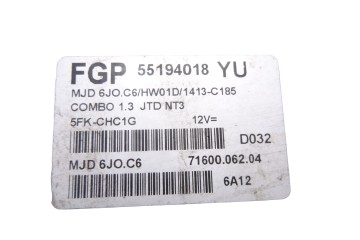 FGP 55194018 YU
MJD 6JO.C6/HW01D/1413-C185
COMBO 1.3 JTD NT3
5FK-CHC1G 12V=
D032
MJD 6JO.C6 71600.062.04
6A12